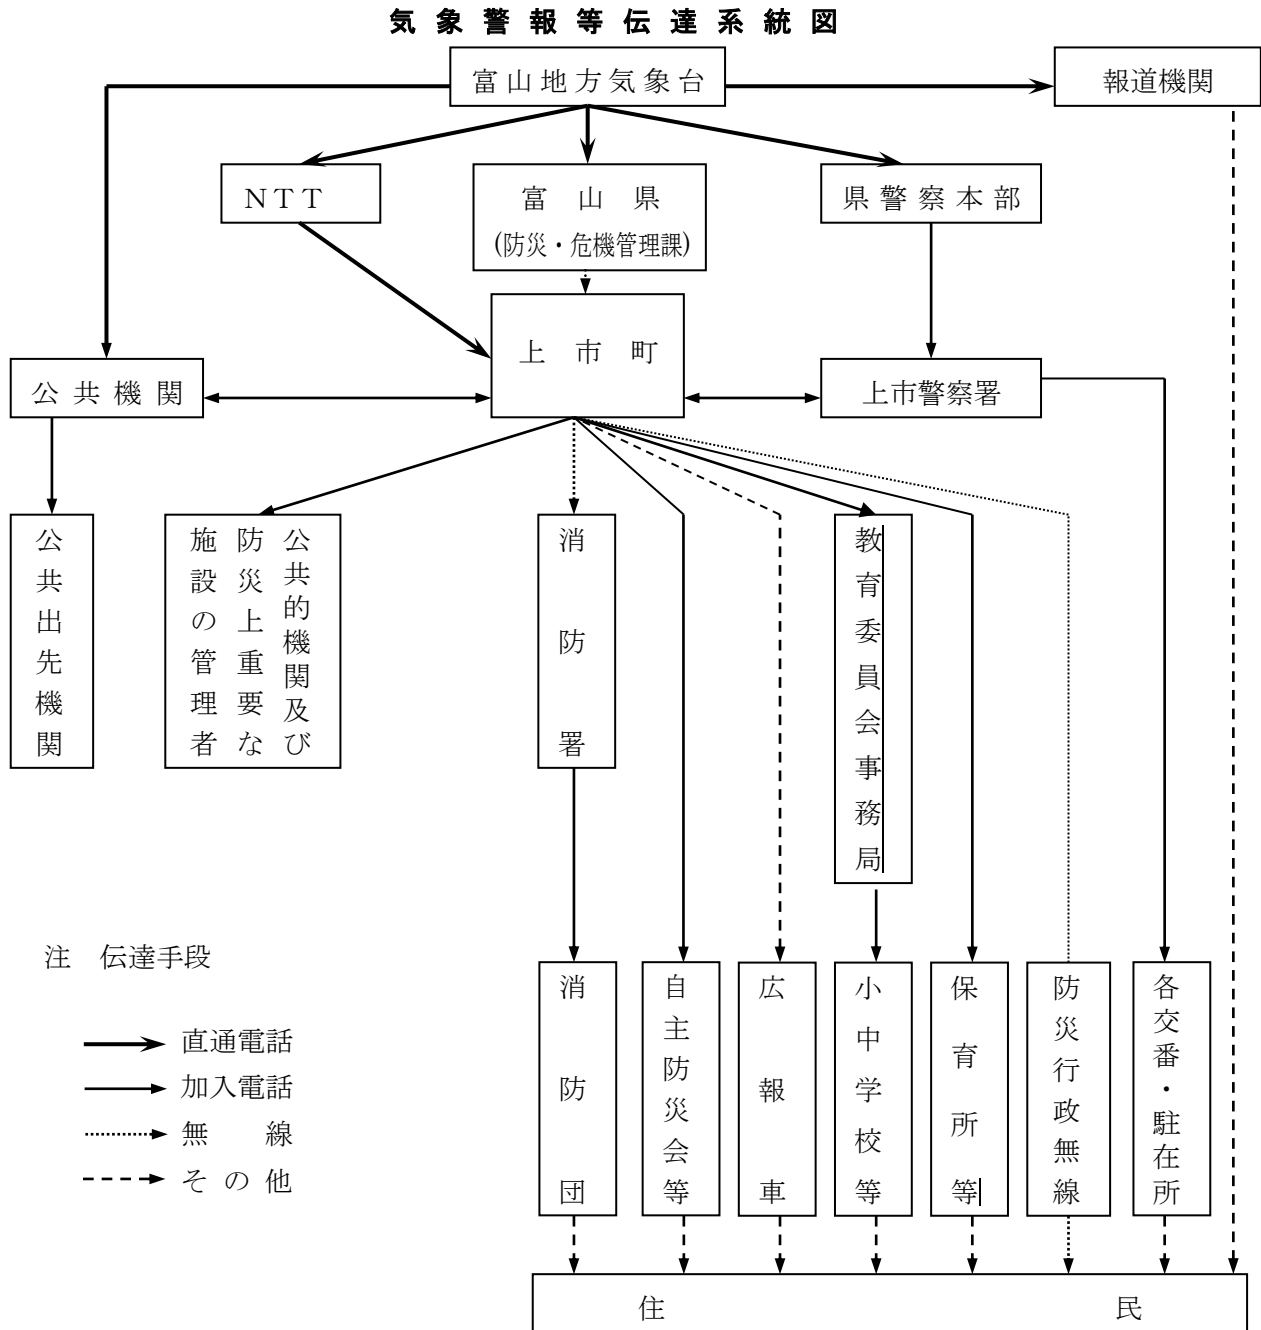 気象警報等伝達系統図
富山地方気象台
報道機関
NTT
富山県
(防災・危機管理課)
県警察本部
上市町
公共機関
上市警察署
公共出先機関
公共的機関及び
防災上重要な
施設の管理者
消防署
教育委員会事務局
注　伝達手段
直通電話
加入電話
無　　線
その他
消防団
自主防災会等
広報車
小中学校等
保育所等
防災行政無線
各交番・駐在所
住民